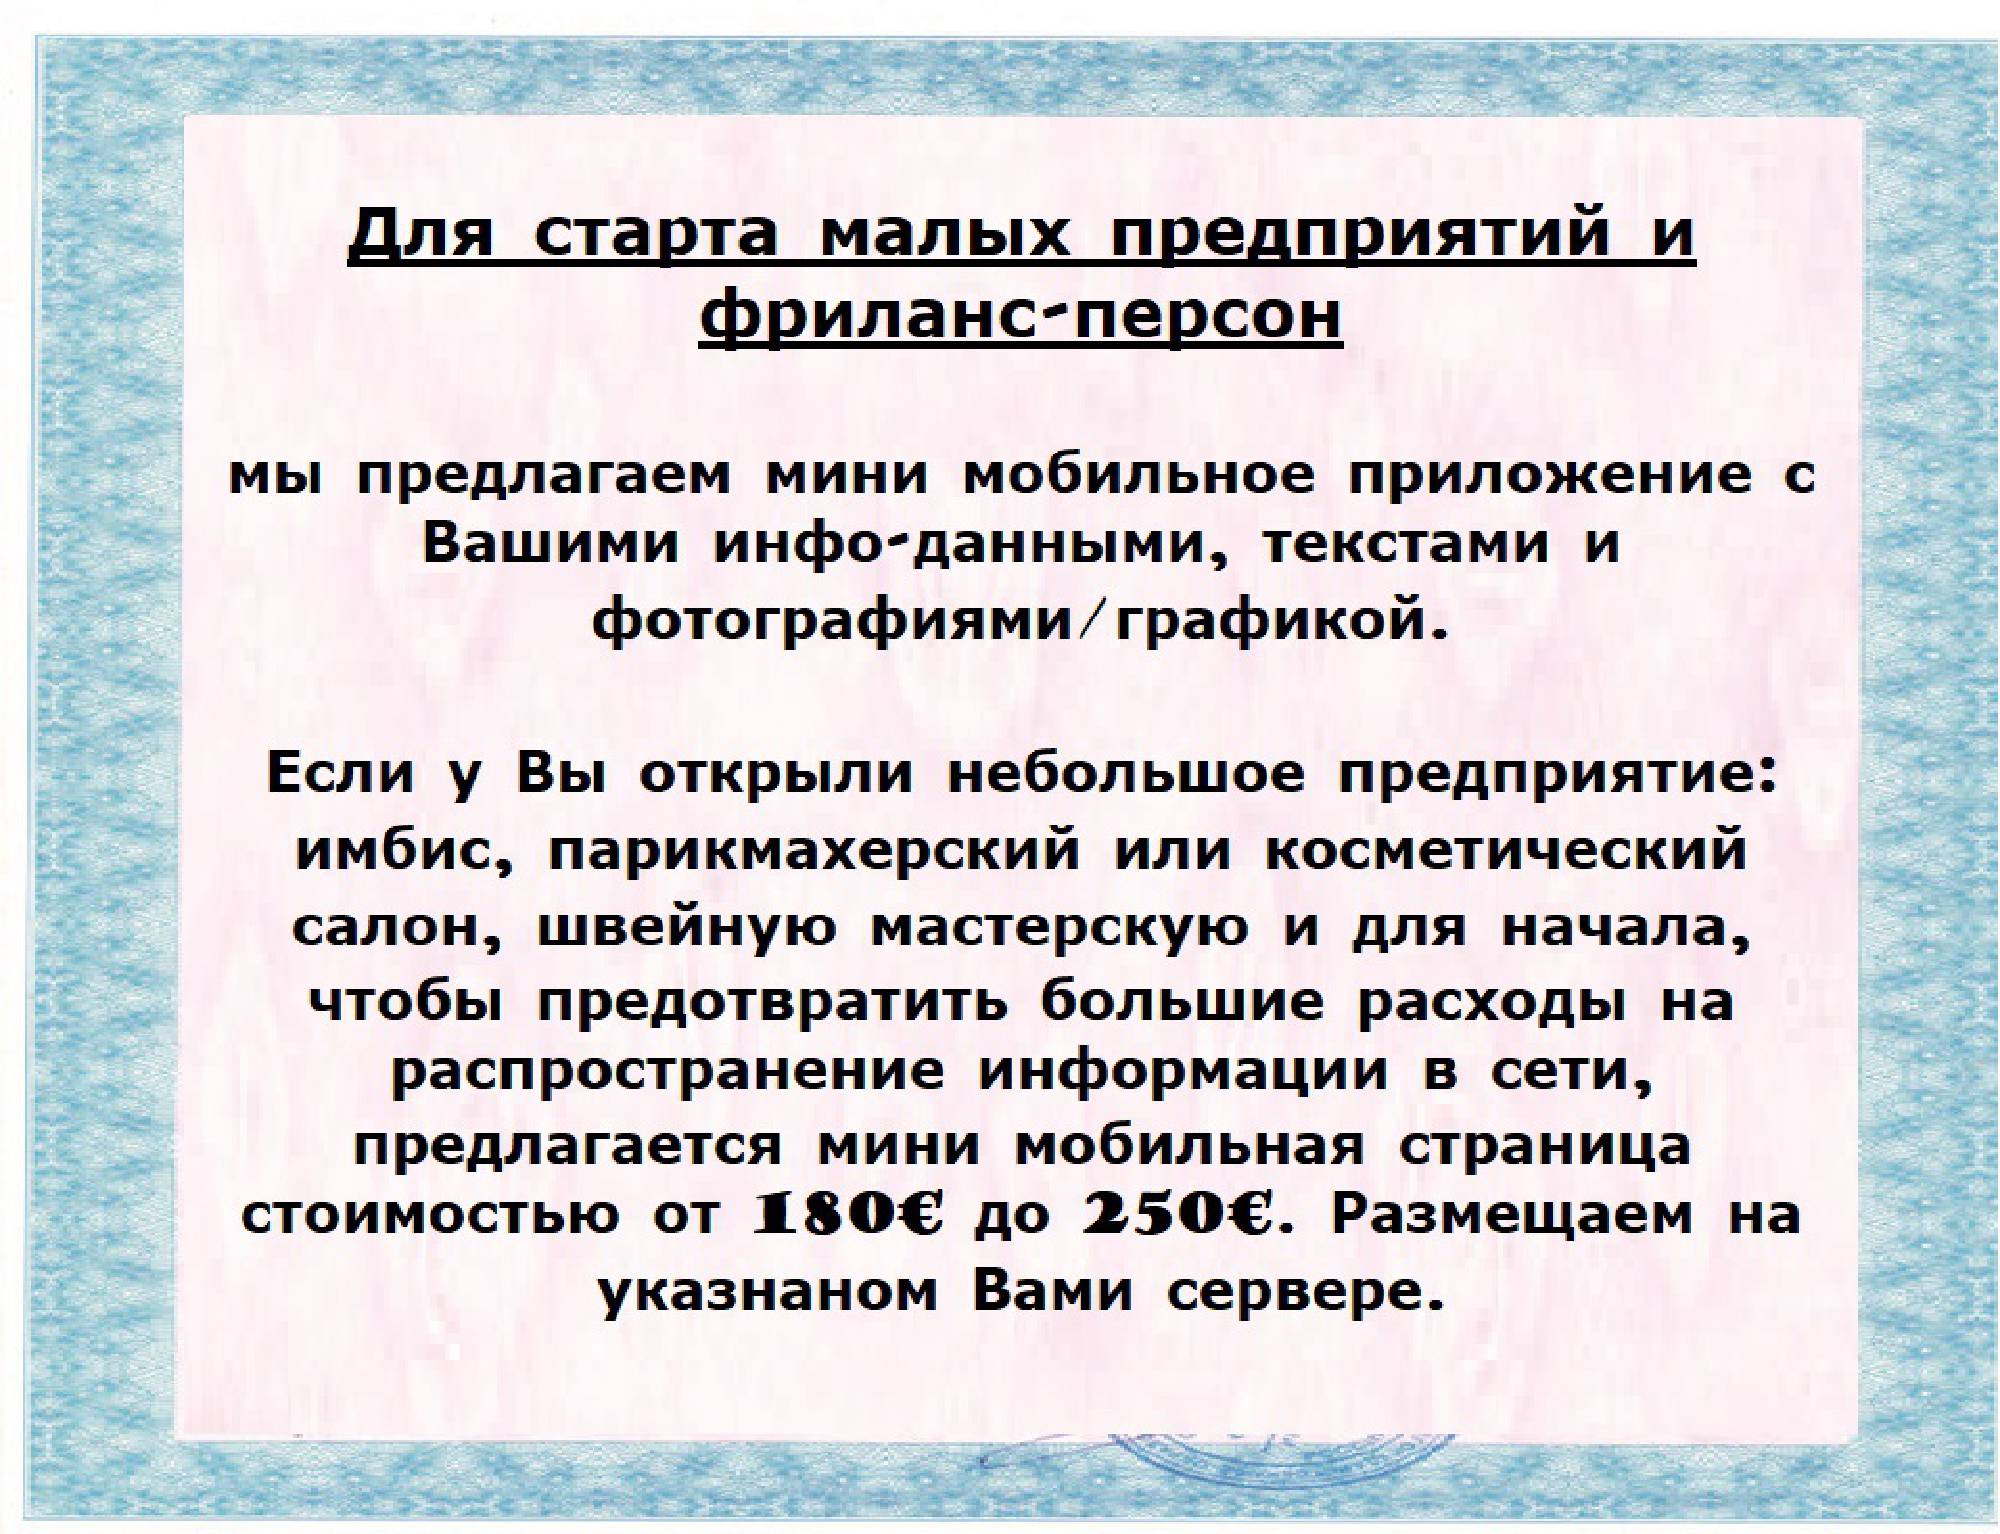 Для старта малых предприятий и
фриланс-персон
мы предлагаем мини мобильное приложение с
Вашими инфо-данными, текстами и
фотографиями/графикой.
Если у Вы открыли небольшое предприятие:
имбис, парикмахерский или косметический
салон, швейную мастерскую и для начала,
чтобы предотвратить большие расходы на
распространение информации в сети,
предлагается мини мобильная страница
стоимостью от 180€ до 250€. Размещаем на
указнаном Вами сервере.